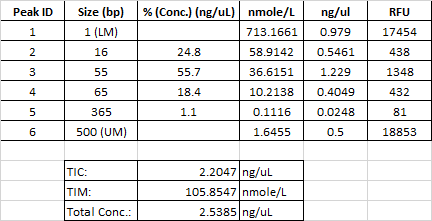 Peak ID Size (bp) % (Conc.) (ng/uL) nmole/L ng/ul RFU
1 1 (LM) 713.1661 0.979 17454
2 16 24.8 58.9142 0.5461 438
3 55 55.7 36.6151 1.229 1348
4 65 18.4 10.2138 0.4049 432
5 365 1.1 0.1116 0.0248 81
6 500 (UM) 1.6455 0.5 18853
TIC: 2.2047 ng/uL
TIM: 105.8547 nmole/L
Total Conc.: 2.5385 ng/uL